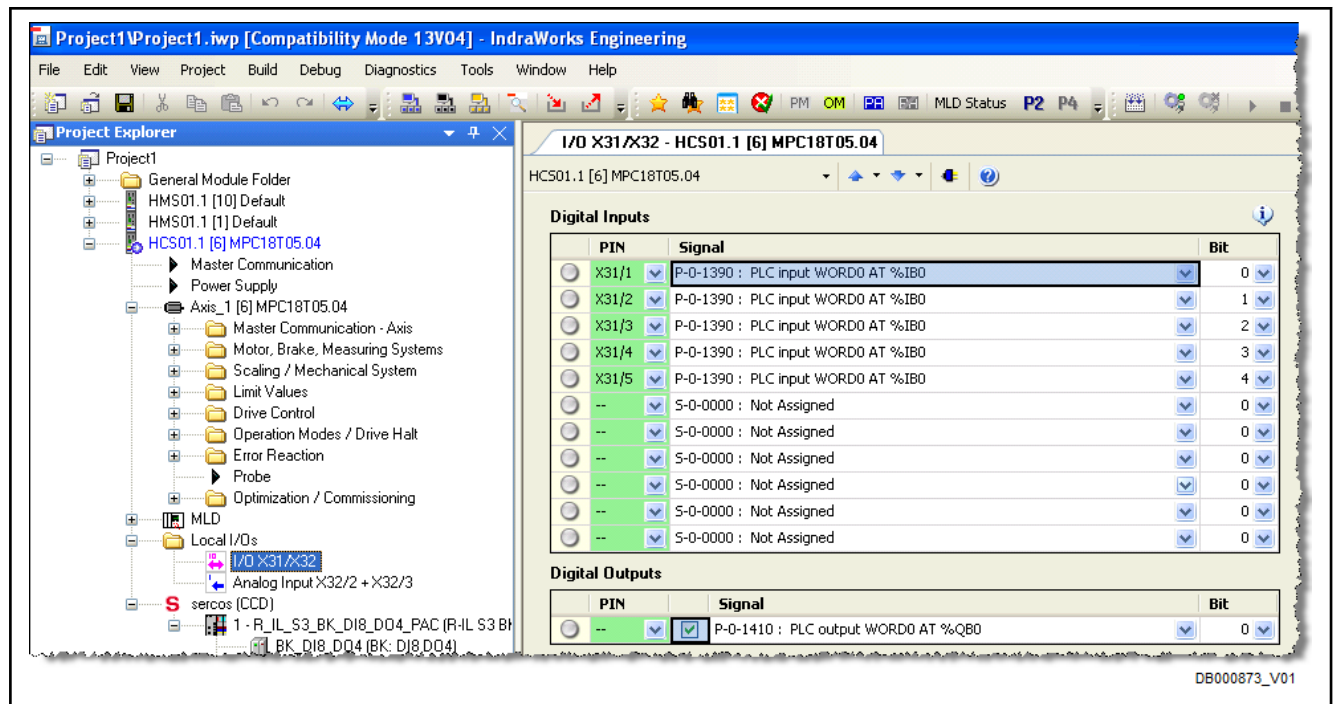 Project1\Project1.iwp [Compatibility Mode 13V04] - IndraWorks Engineering
File Edit View Project Build Debug Diagnostics Tools Window Help
PM OM MLD Status P2 P4
Project Explorer
Project1
General Module Folder
HMS01.1 [10] Default
HMS01.1 [1] Default
HCS01.1 [6] MPC18T05.04
Master Communication
Power Supply
Axis_1 [6] MPC18T05.04
Master Communication - Axis
Motor, Brake, Measuring Systems
Scaling / Mechanical System
Limit Values
Drive Control
Operation Modes / Drive Halt
Error Reaction
Probe
Optimization / Commissioning
MLD
Local I/Os
I/O X31/X32
Analog Input X32/2 + X32/3
sercos (CCD)
1 - R_IL_S3_BK_DI8_DO4_PAC (R-IL S3 BK
BK_DI8_DO4 (BK: DI8 DO4)
I/O X31/X32 - HCS01.1 [6] MPC18T05.04
HCS01.1 [6] MPC18T05.04
Digital Inputs
PIN Signal Bit
X31/1 P-0-1390 : PLC input WORD0 AT %IB0 0
X31/2 P-0-1390 : PLC input WORD0 AT %IB0 1
X31/3 P-0-1390 : PLC input WORD0 AT %IB0 2
X31/4 P-0-1390 : PLC input WORD0 AT %IB0 3
X31/5 P-0-1390 : PLC input WORD0 AT %IB0 4
-- S-0-0000 : Not Assigned 0
-- S-0-0000 : Not Assigned 0
-- S-0-0000 : Not Assigned 0
-- S-0-0000 : Not Assigned 0
-- S-0-0000 : Not Assigned 0
-- S-0-0000 : Not Assigned 0
Digital Outputs
PIN Signal Bit
-- P-0-1410 : PLC output WORD0 AT %QB0 0
DB000873_V01